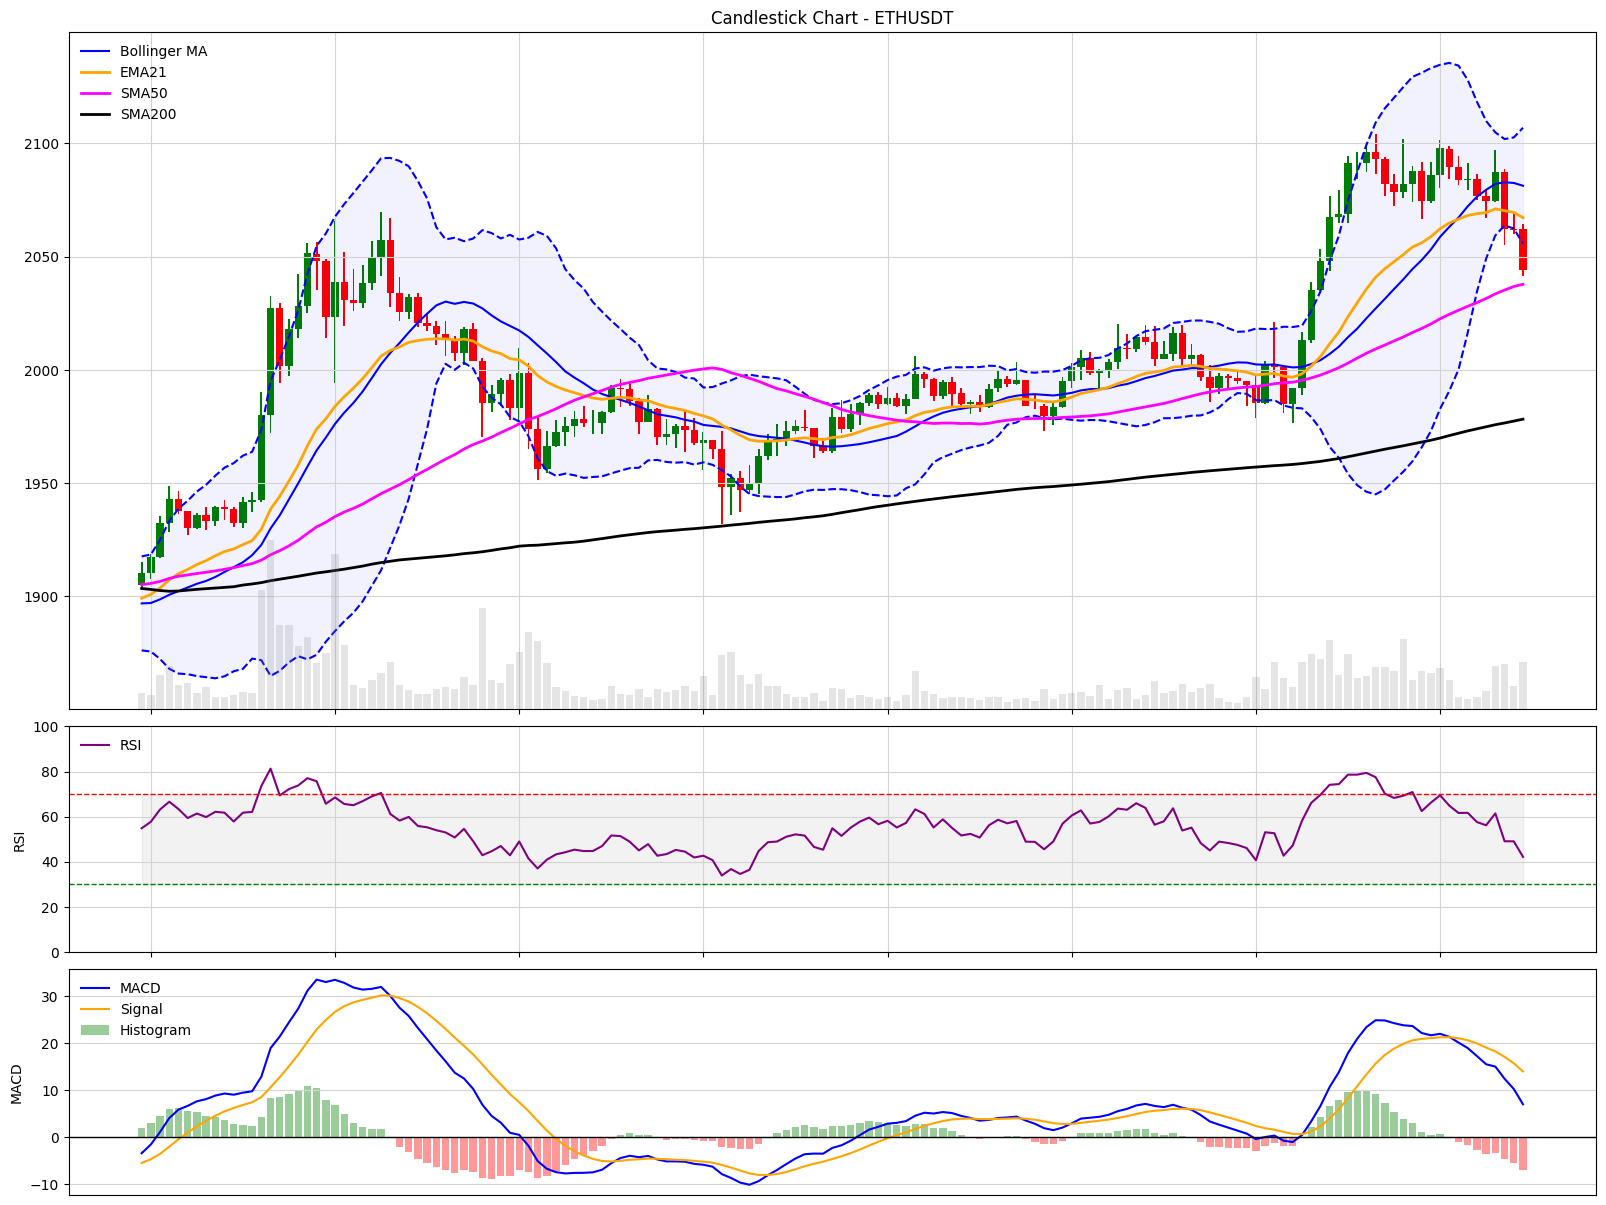 Candlestick Chart - ETHUSDT
Bollinger MA
EMA21
SMA50
SMA200
2100
2050
2000
1950
1900
RSI
100
80
60
40
20
0
RSI
MACD
Signal
Histogram
30
20
10
0
−10
MACD